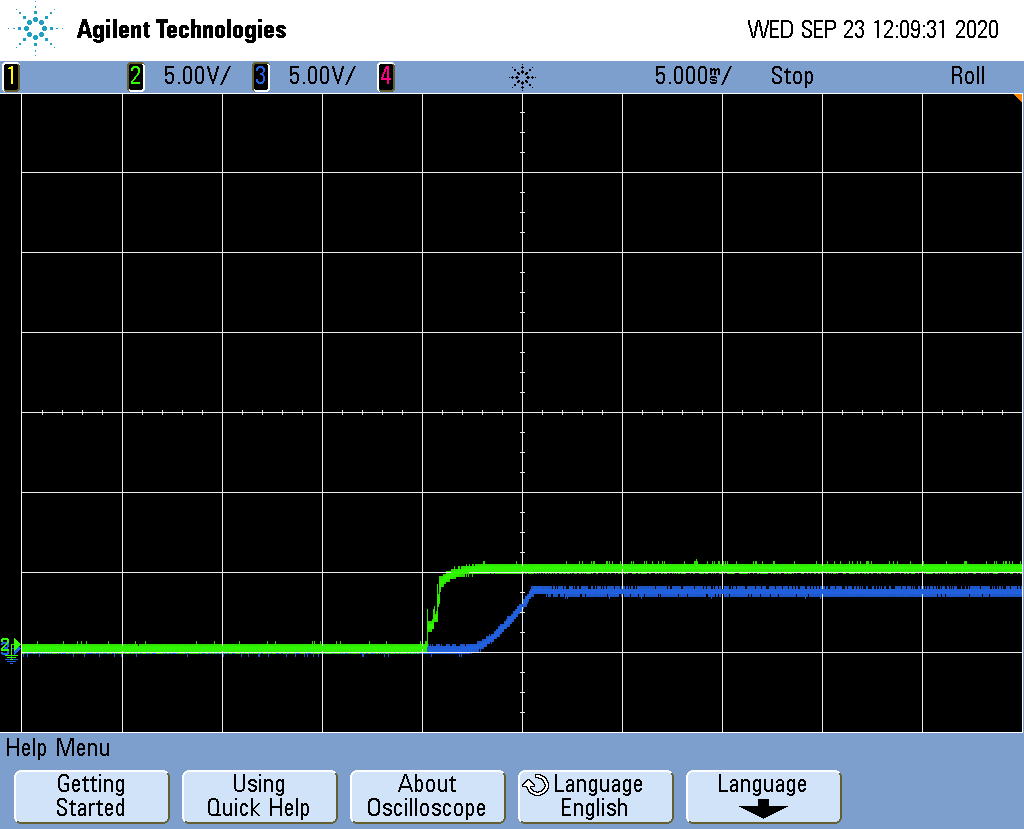 Agilent Technologies
WED SEP 23 12:09:31 2020
1 2 5.00V/ 3 5.00V/ 4 5.000ms/ Stop Roll
2
Help Menu
Getting
Started
Using
Quick Help
About
Oscilloscope
Language
English
Language